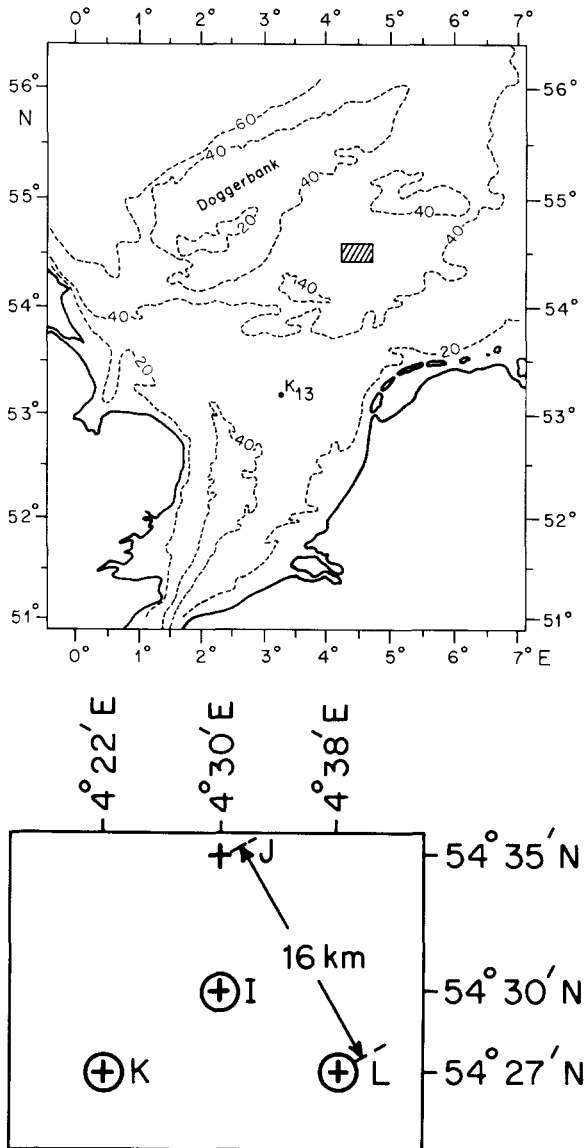 0° 1° 2° 3° 4° 5° 6° 7°
56° 56°
N
60
40
Doggerbank
40
55° 55°
20 40
40
54° 40 40 54°
20 20
53° K13 53°
40
52° 52°
51° 51°
0° 1° 2° 3° 4° 5° 6° 7° E
4° 22' E
4° 30' E
4° 38' E
J 54° 35' N
16 km
I 54° 30' N
K L 54° 27' N